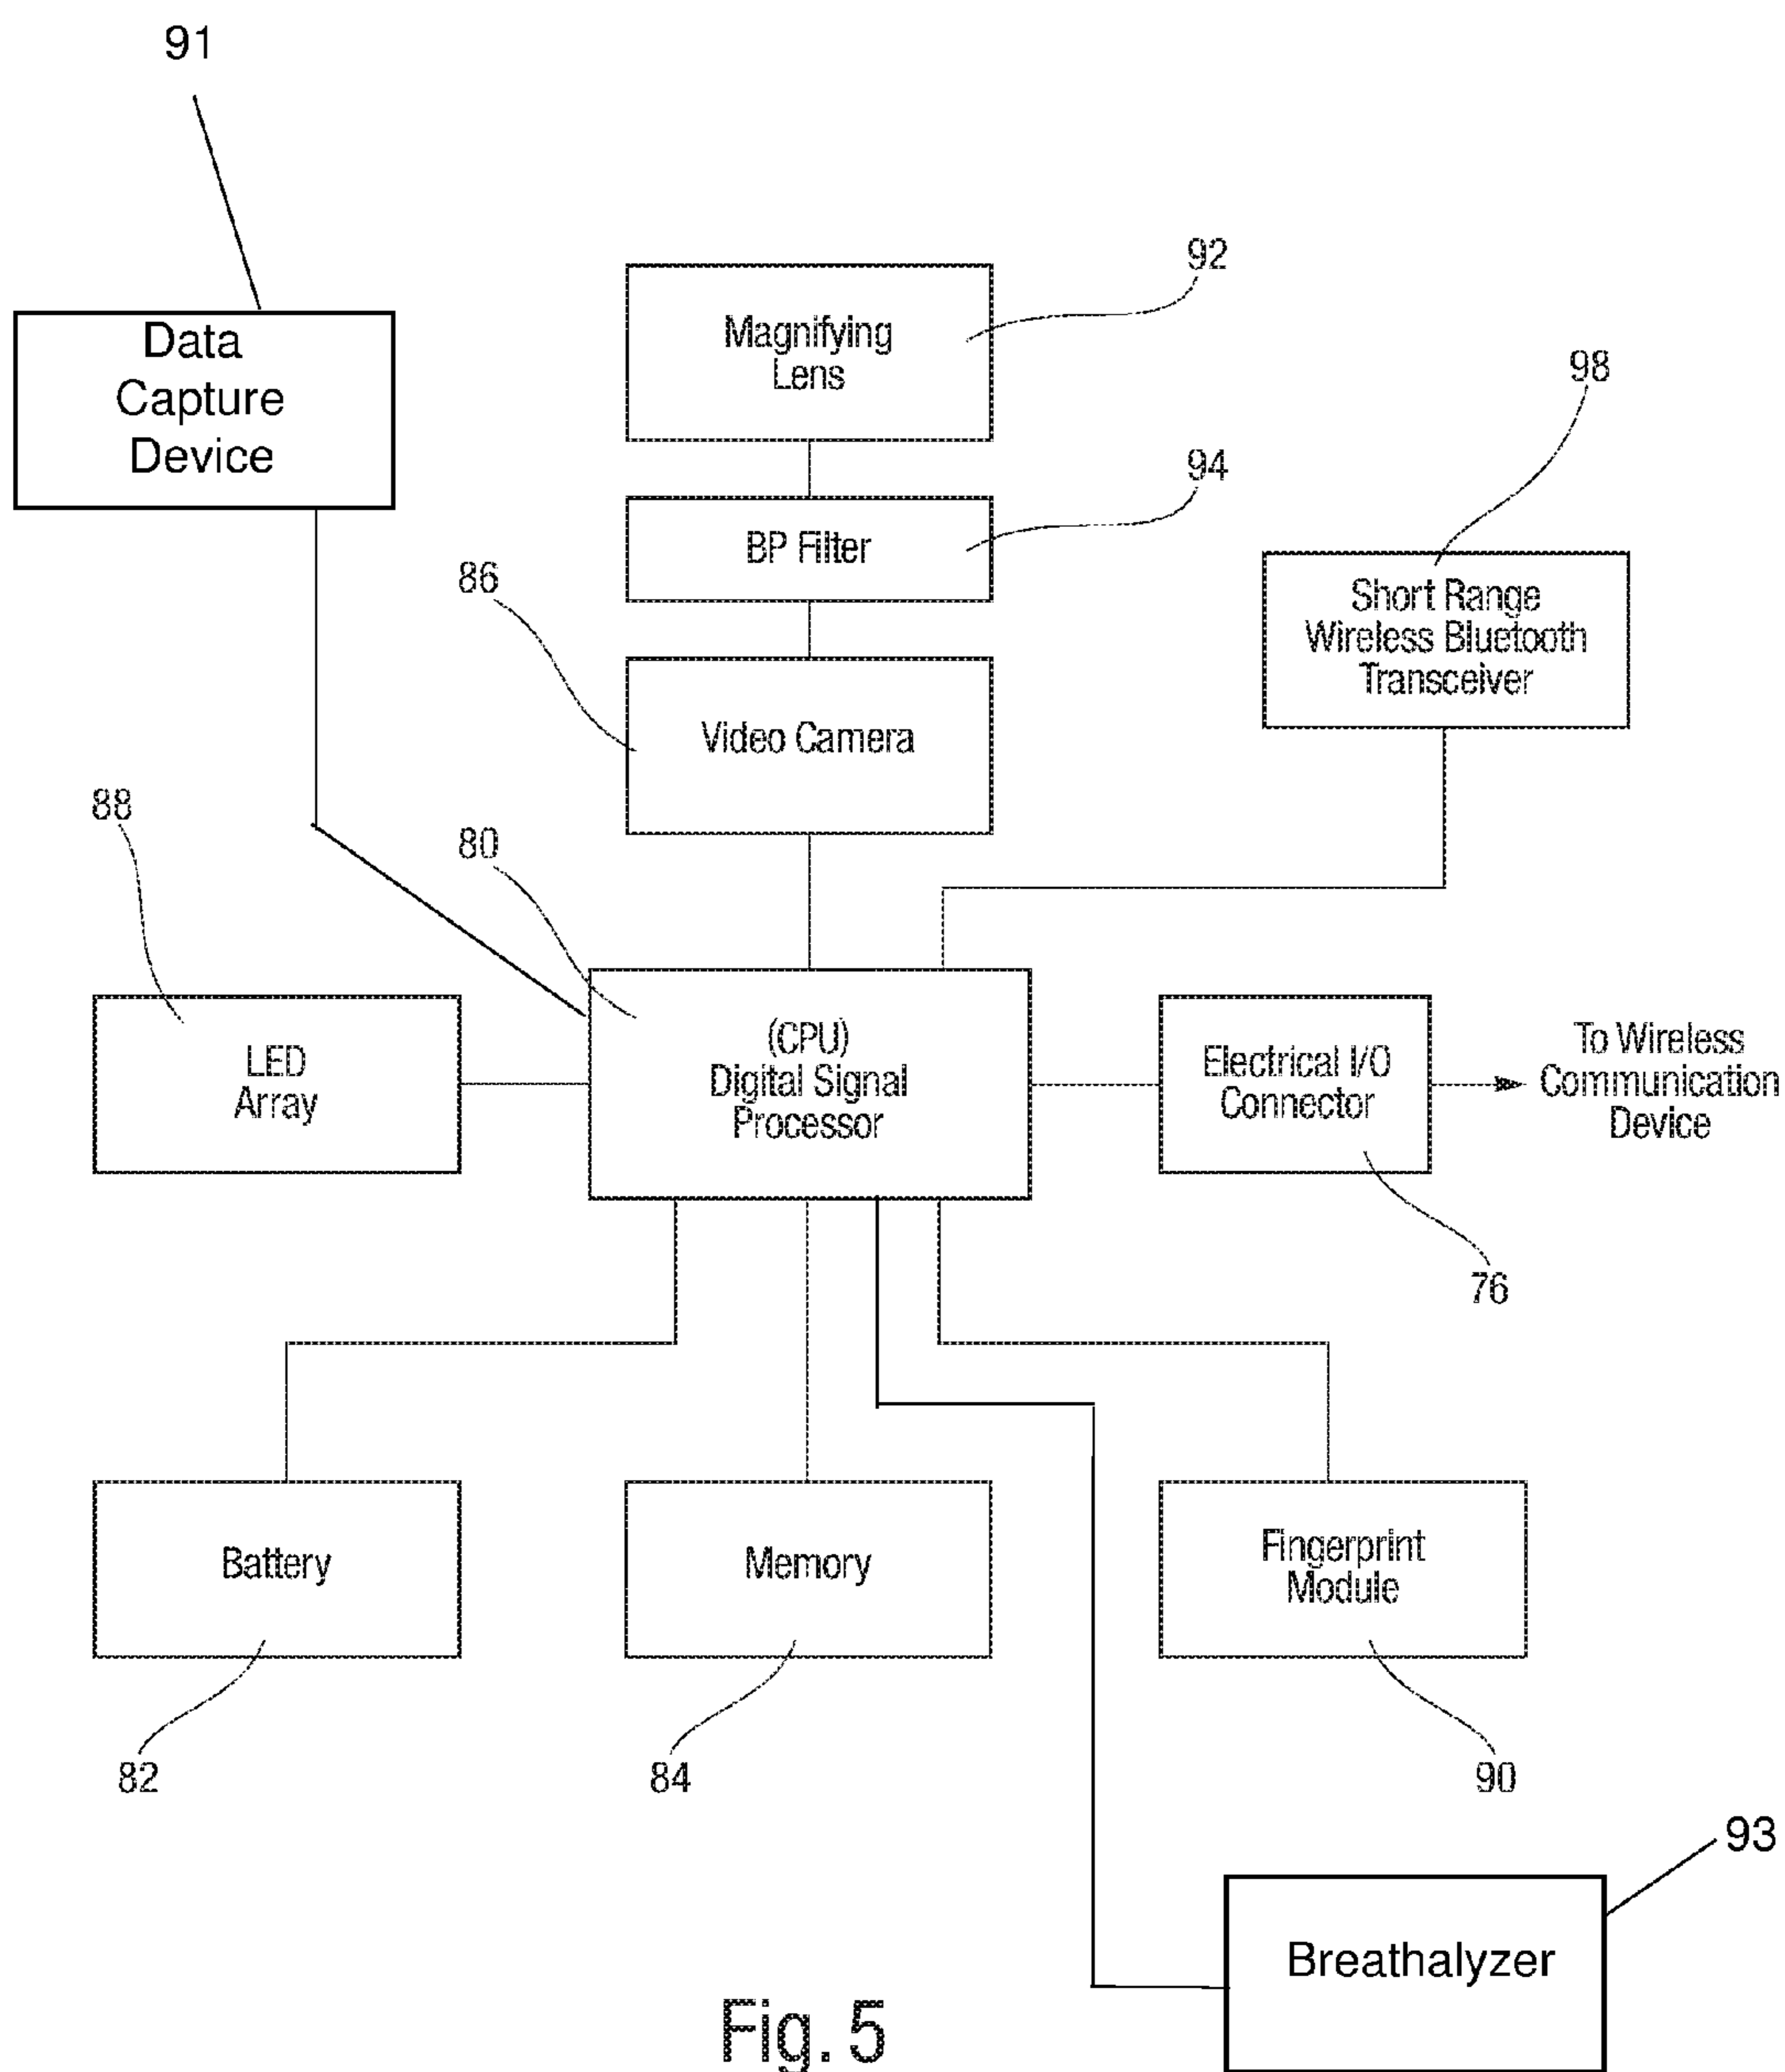 91
Data
Capture
Device
Magnifying
Lens
92
BP Filter
94
98
Short Range
Wireless Bluetooth
Transceiver
86
Video Camera
88
80
LED
Array
(CPU)
Digital Signal
Processor
Electrical I/O
Connector
To Wireless
Communication
Device
76
Battery
Memory
Fingerprint
Module
82
84
90
93
Breathalyzer
Fig. 5